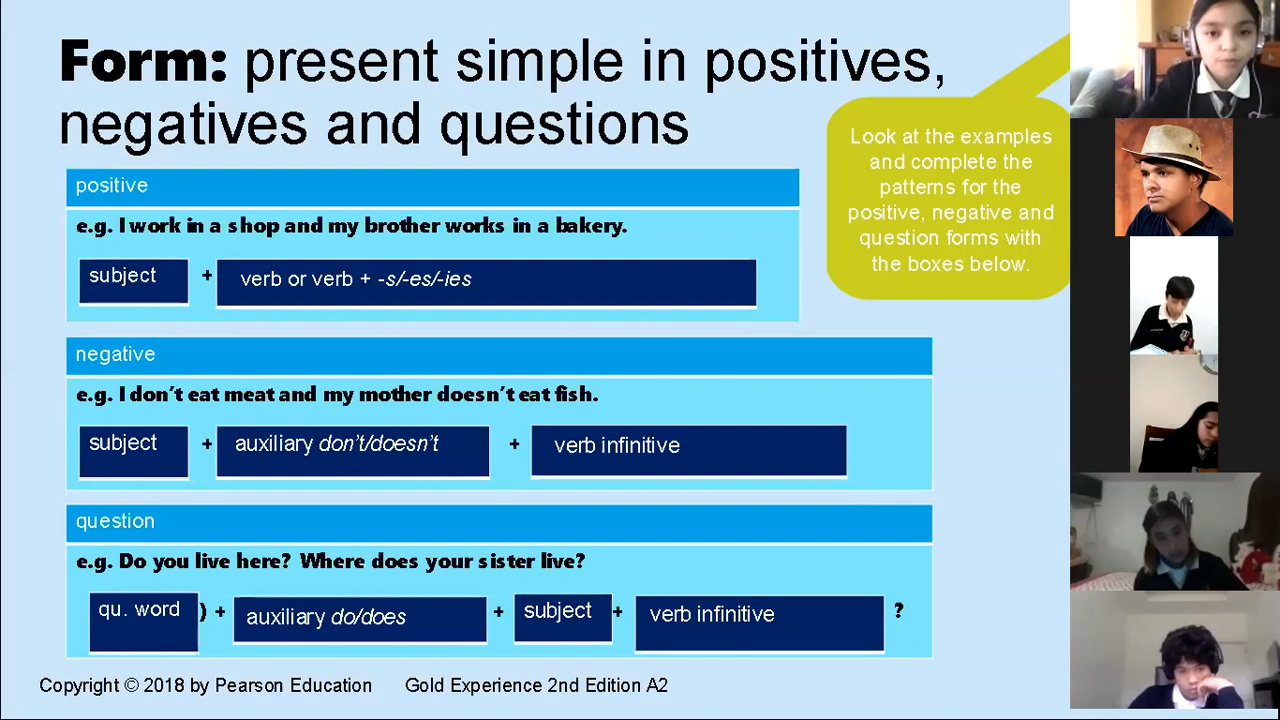 Form: present simple in positives,
negatives and questions
Look at the examples
and complete the
patterns for the
positive, negative and
question forms with
the boxes below.
positive
e.g. I work in a shop and my brother works in a bakery.
subject + verb or verb + -s/-es/-ies
negative
e.g. I don't eat meat and my mother doesn't eat fish.
subject + auxiliary don't/doesn't + verb infinitive
question
e.g. Do you live here? Where does your sister live?
qu. word ) + auxiliary do/does + subject + verb infinitive ?
Copyright © 2018 by Pearson Education Gold Experience 2nd Edition A2